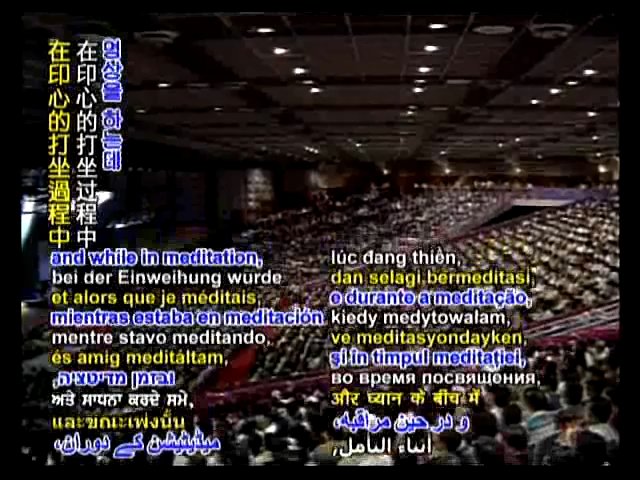 영상을 하는데
在印心的打坐过程中
在印心的打坐過程中
and while in meditation,
bei der Einweihung wurde
et alors que je méditais,
mientras estaba en meditación
mentre stavo meditando,
és amig meditáltam,
ובזמן מדיטציה,
ਅਤੇ ਸਾਧਨਾ ਕਰਦੇ ਸਮੇ,
และขณะเพ่งนั้น
میڈیٹیشن کے دوران،
lúc đang thiền,
dan selagi bermeditasi,
e durante a meditação,
kiedy medytowalam,
ve meditasyondayken,
şi în timpul meditaţiei,
во время посвящения,
और ध्यान के बीच में
و در حین مراقبه،
أثناء التأمل,